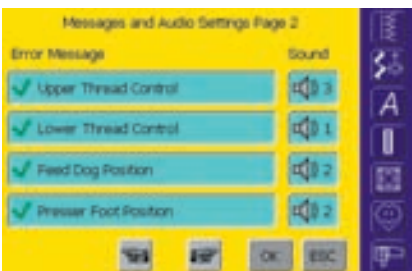 Messages and Audio Settings Page 2
Error Message Sound
Upper Thread Control 3
Lower Thread Control 1
Feed Dog Position 2
Presser Foot Position 2
OK ESC
A